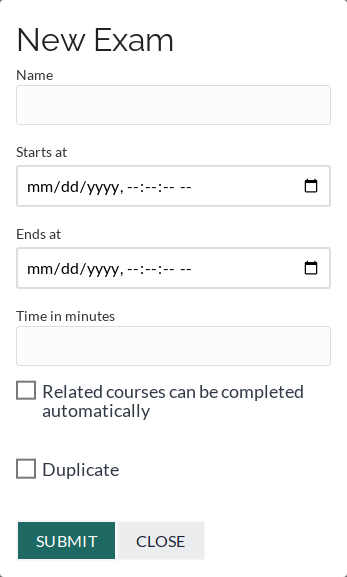 New Exam
Name
Starts at
mm/dd/yyyy, --:--:-- --
Ends at
mm/dd/yyyy, --:--:-- --
Time in minutes
Related courses can be completed
automatically
Duplicate
SUBMIT CLOSE